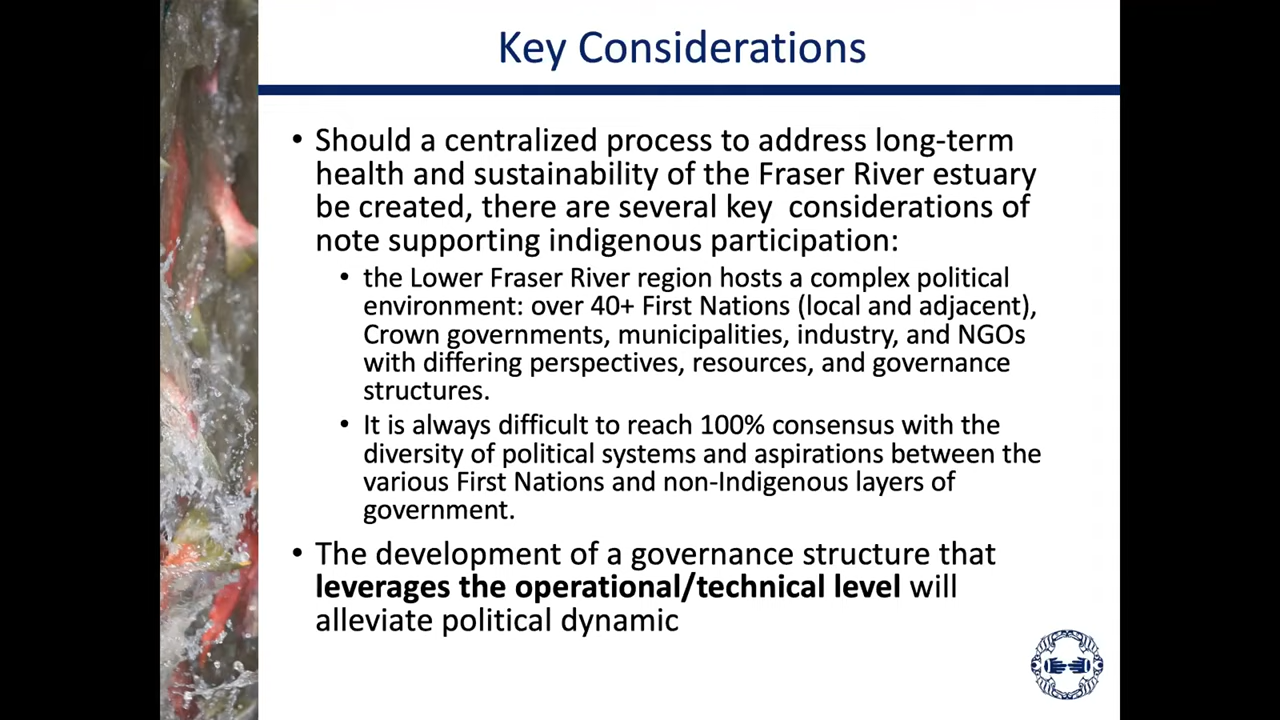 Key Considerations
• Should a centralized process to address long-term
health and sustainability of the Fraser River estuary
be created, there are several key  considerations of
note supporting indigenous participation:
• the Lower Fraser River region hosts a complex political
environment: over 40+ First Nations (local and adjacent),
Crown governments, municipalities, industry, and NGOs
with differing perspectives, resources, and governance
structures.
• It is always difficult to reach 100% consensus with the
diversity of political systems and aspirations between the
various First Nations and non-Indigenous layers of
government.
• The development of a governance structure that
leverages the operational/technical level will
alleviate political dynamic